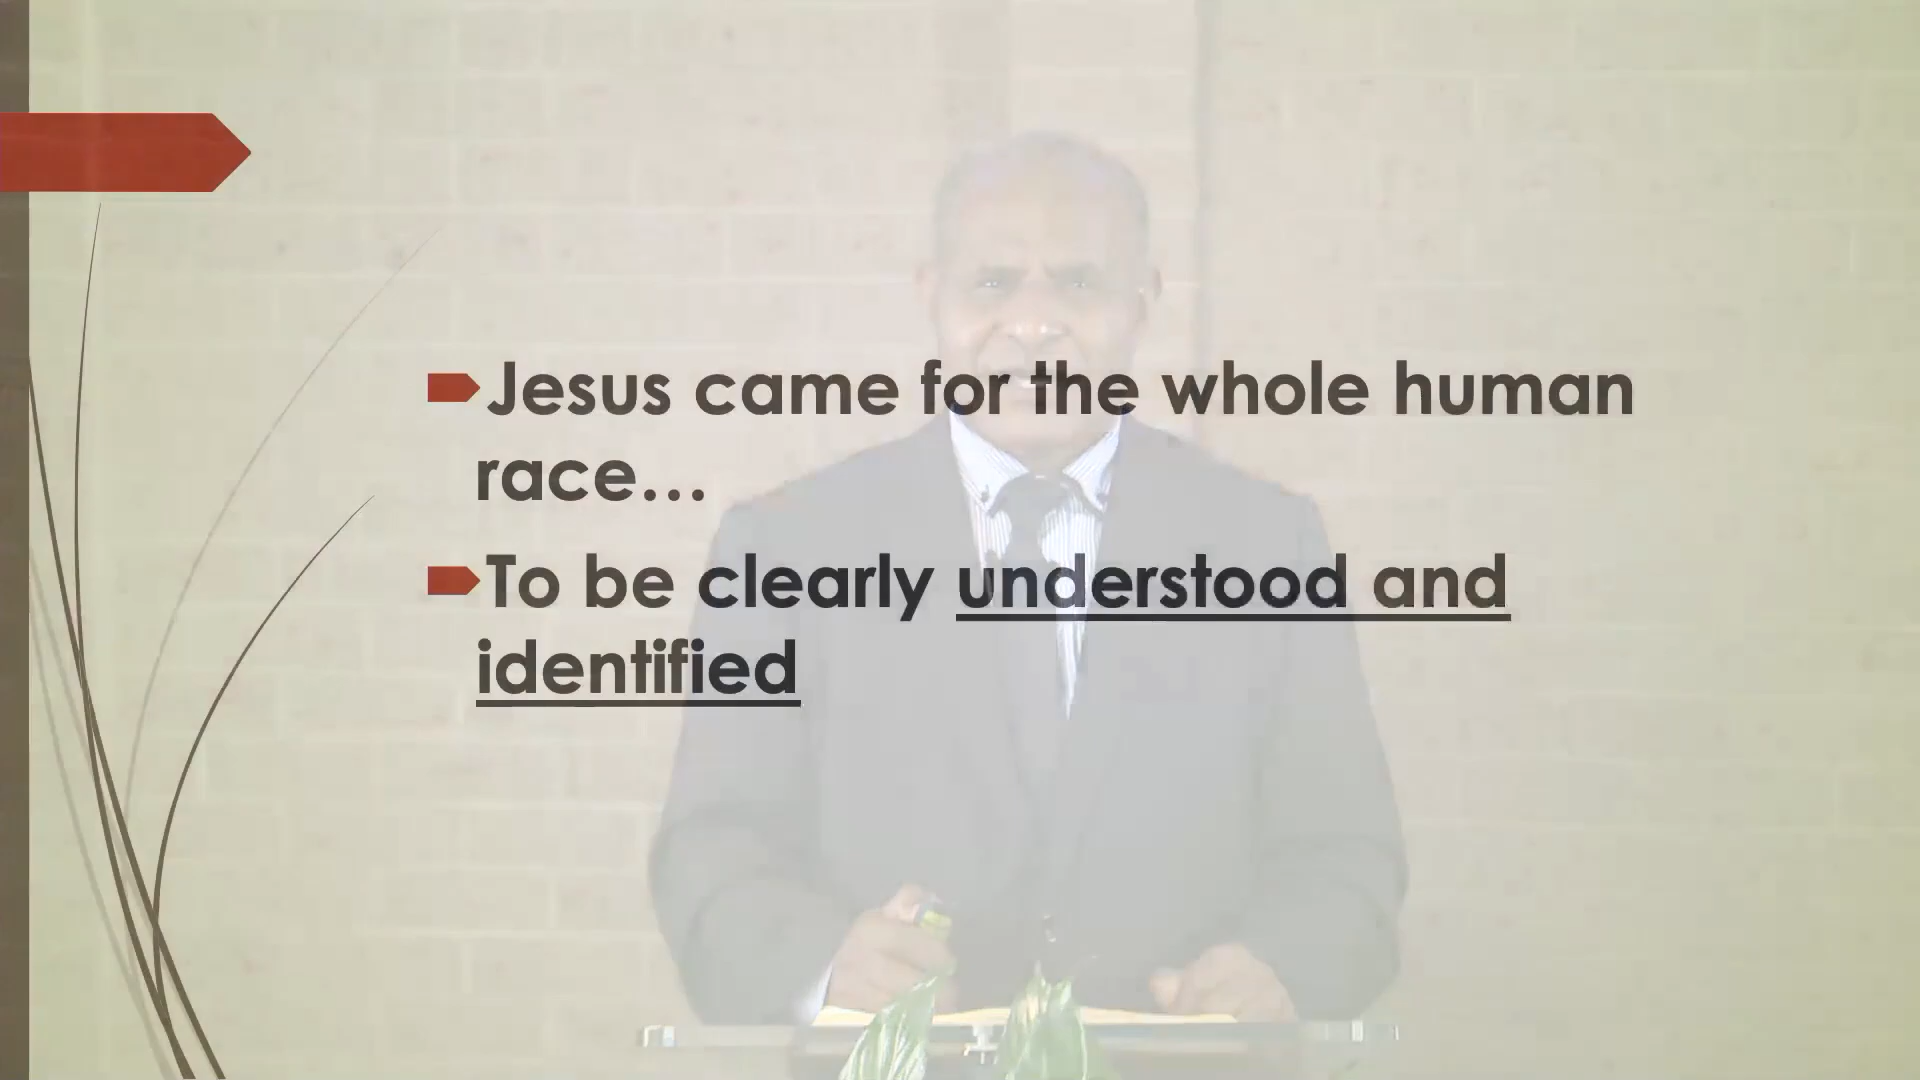 Jesus came for the whole human
race...
To be clearly understood and
identified